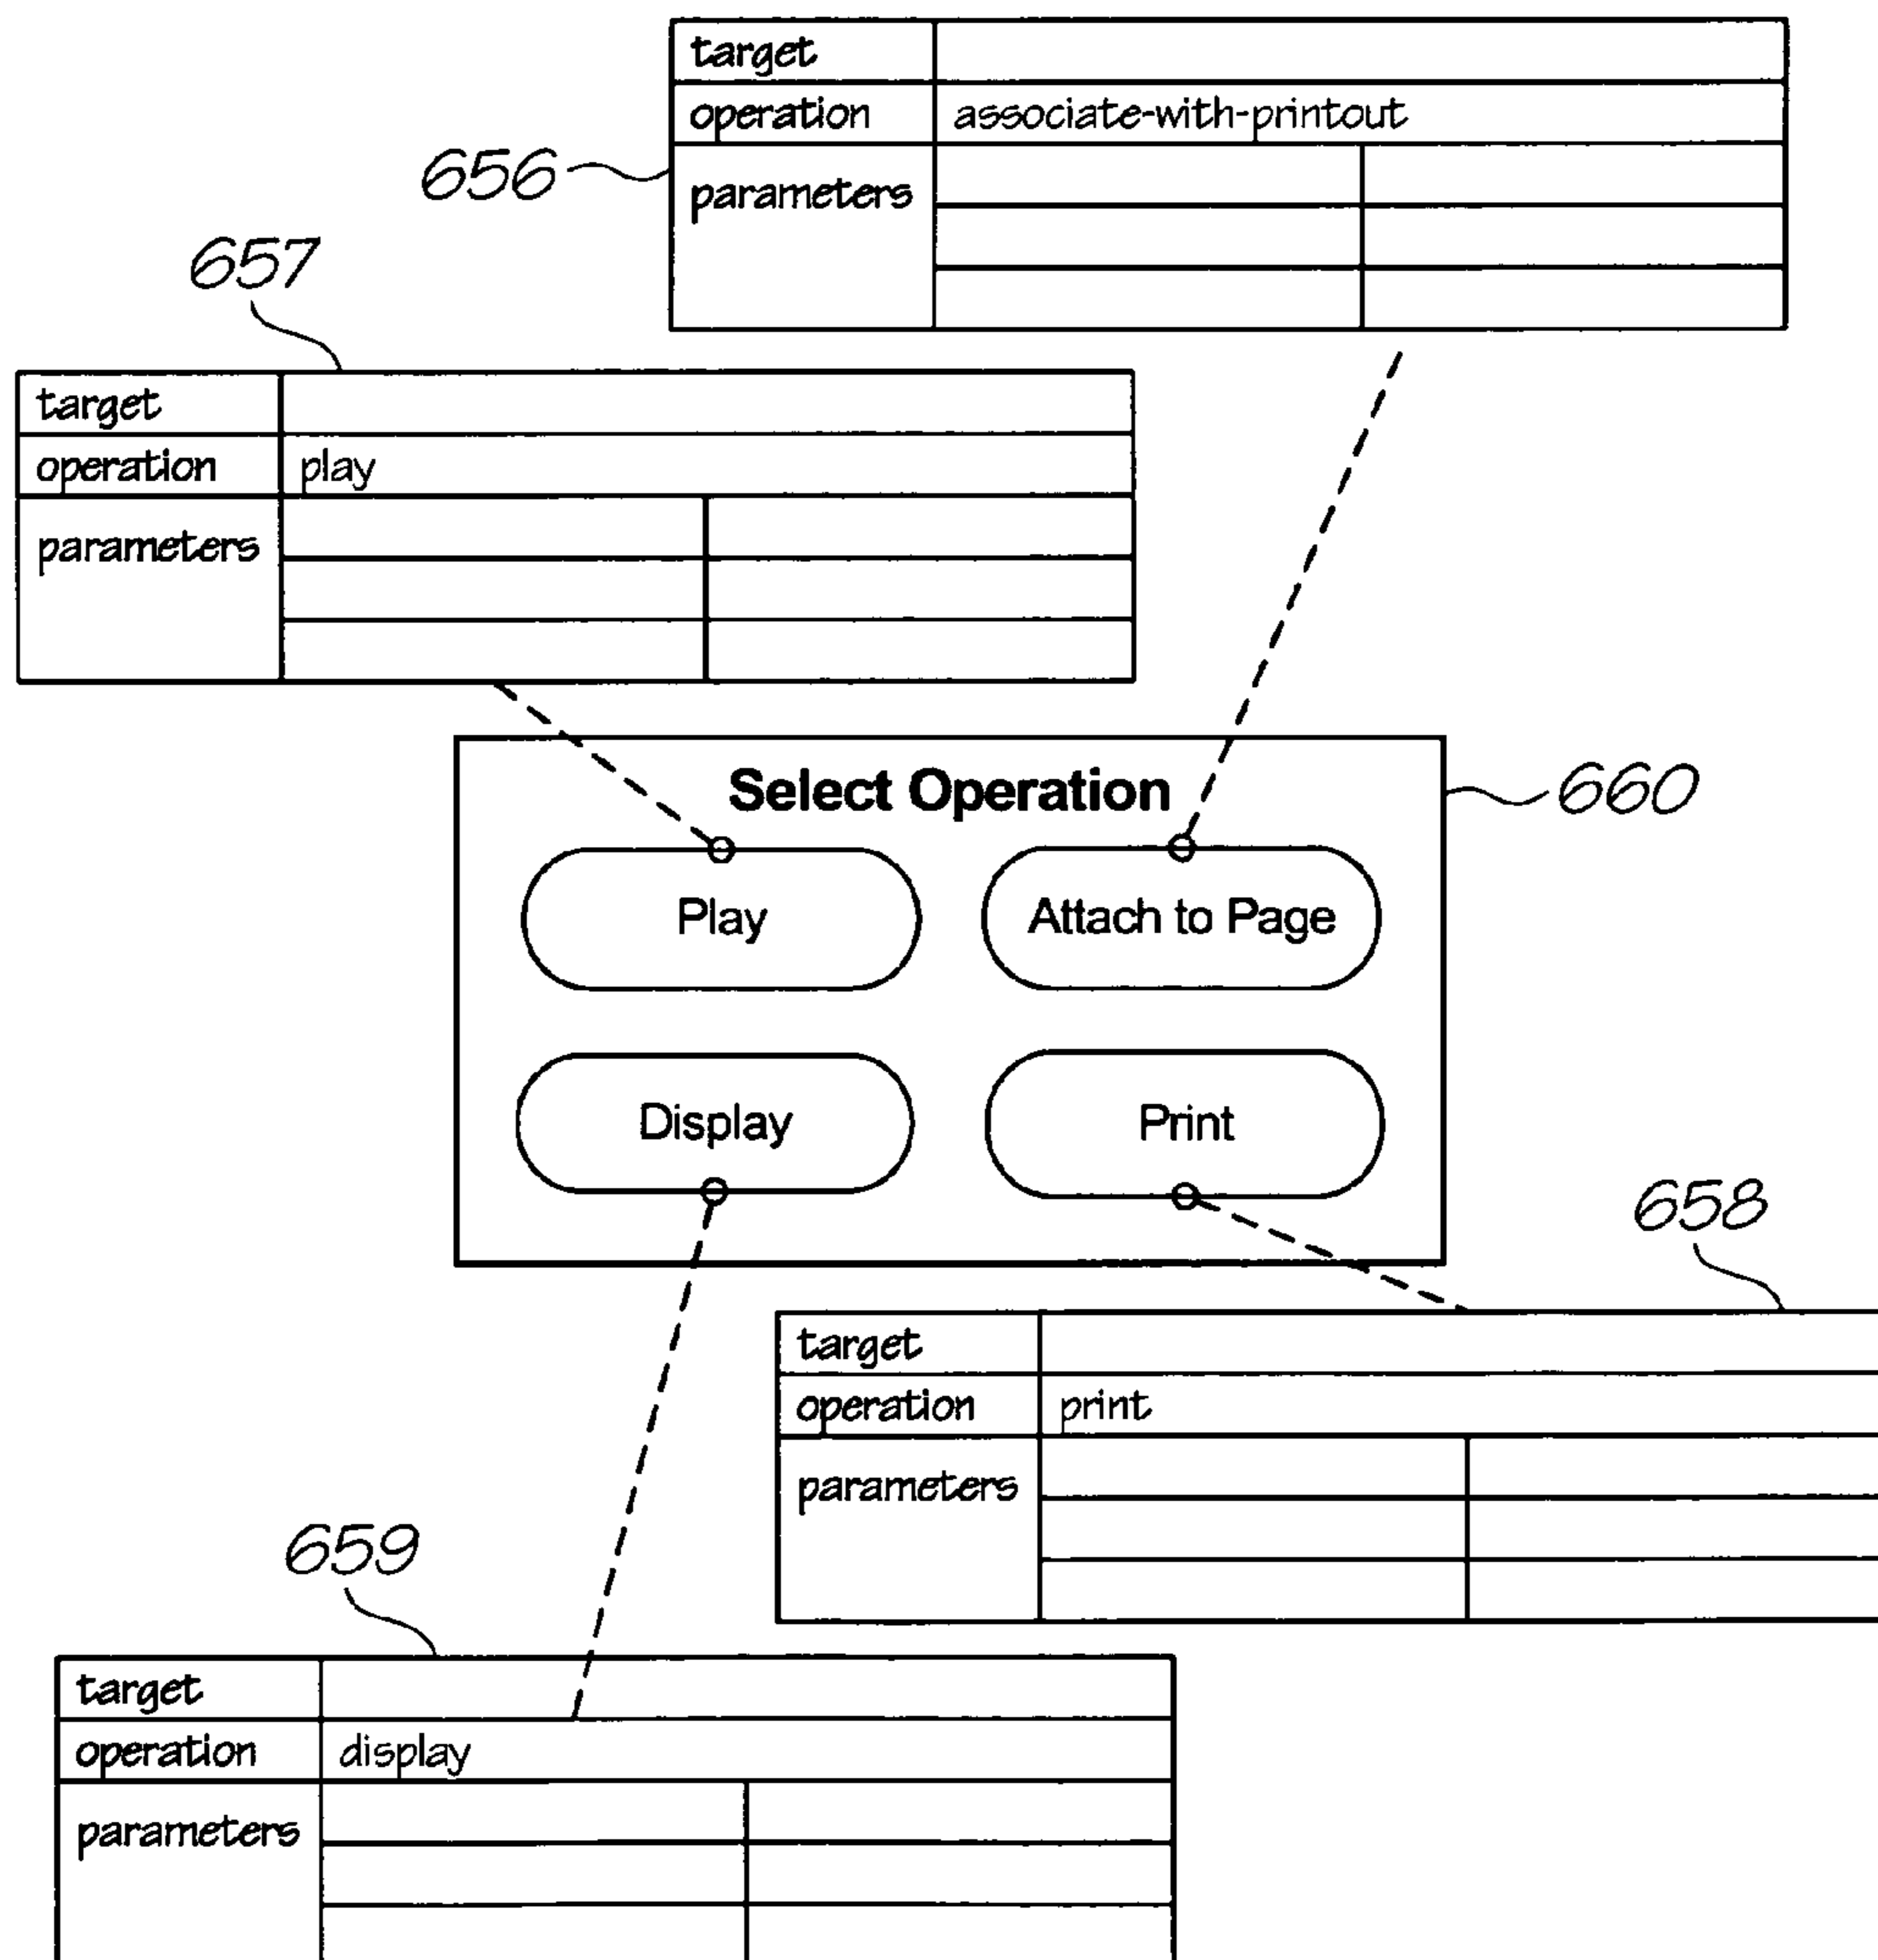 target
operation associate-with-printout
656
parameters
657
target
operation play
parameters
Select Operation
660
Play Attach to Page
Display Print
658
target
operation print
parameters
659
target
operation display
parameters